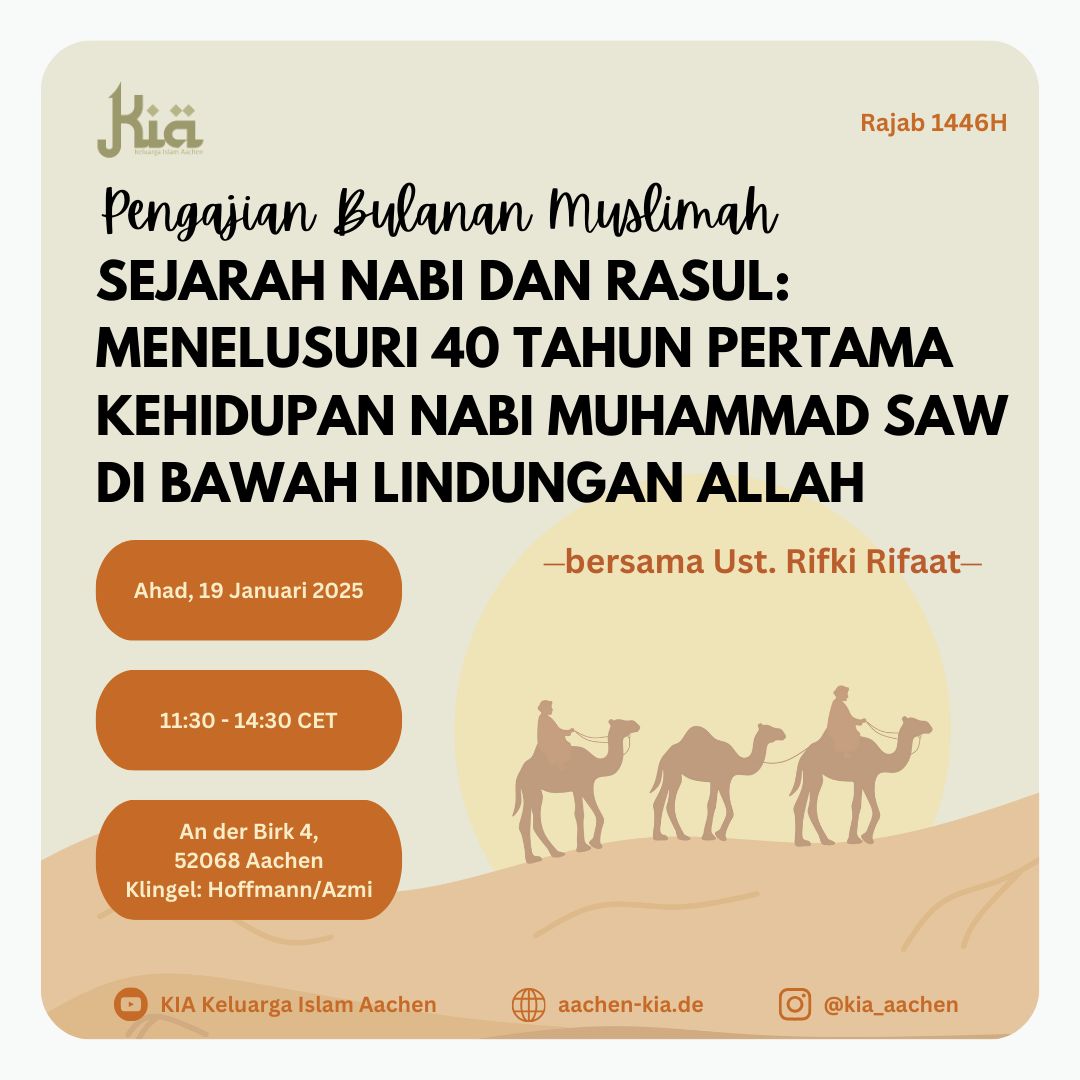 Kia
Keluarga Islam Aachen
Rajab 1446H
Pengajian Bulanan Muslimah
SEJARAH NABI DAN RASUL:
MENELUSURI 40 TAHUN PERTAMA
KEHIDUPAN NABI MUHAMMAD SAW
DI BAWAH LINDUNGAN ALLAH
—bersama Ust. Rifki Rifaat—
Ahad, 19 Januari 2025
11:30 - 14:30 CET
An der Birk 4,
52068 Aachen
Klingel: Hoffmann/Azmi
KIA Keluarga Islam Aachen
aachen-kia.de
@kia_aachen